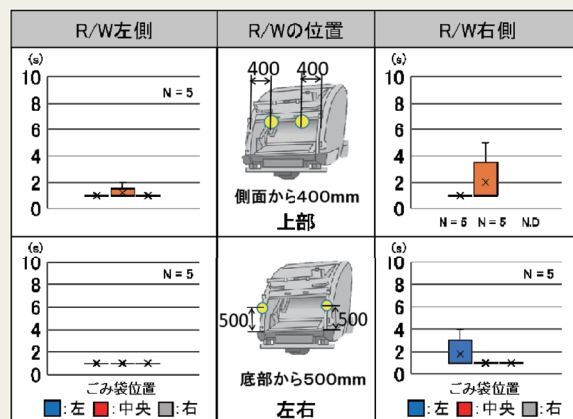 R/W左側
R/Wの位置
R/W右側
(s)
10
8
6
4
2
0
N = 5
400
400
側面から400mm
上部
(s)
10
8
6
4
2
0
N = 5
N = 5
N.D
(s)
10
8
6
4
2
0
N = 5
ごみ袋位置
:左
:中央
:右
500
500
底部から500mm
左右
(s)
10
8
6
4
2
0
N = 5
ごみ袋位置
:左
:中央
:右